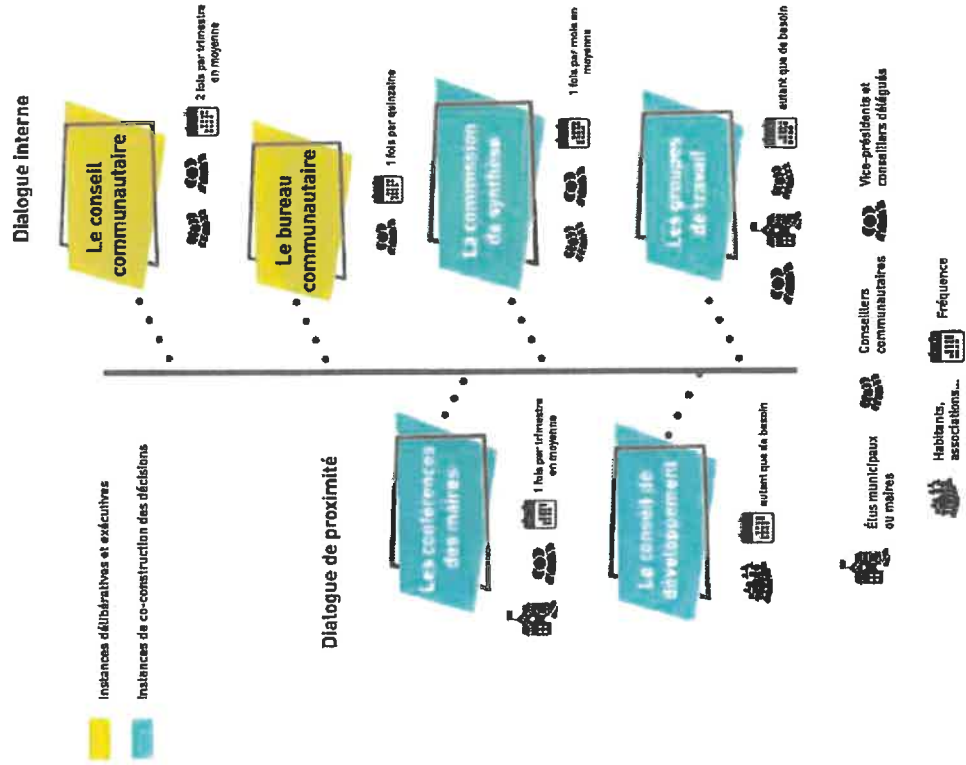 Dialogue interne
Instances délibératives et exécutives
Instances de co-construction des décisions
Le conseil
communautaire
2 fois par trimestre
en moyenne
Le bureau
communautaire
1 fois par quinzaine
Dialogue de proximité
Les conférences
des maires
1 fois par trimestre
en moyenne
La commission
de synthèse
1 fois par mois en
moyenne
Le conseil de
développement
autant que de besoin
Les groupes
de travail
autant que de besoin
Élus municipaux
ou maires
Conseillers
communautaires
Vice-présidents et
conseillers délégués
Habitants,
associations...
Fréquence